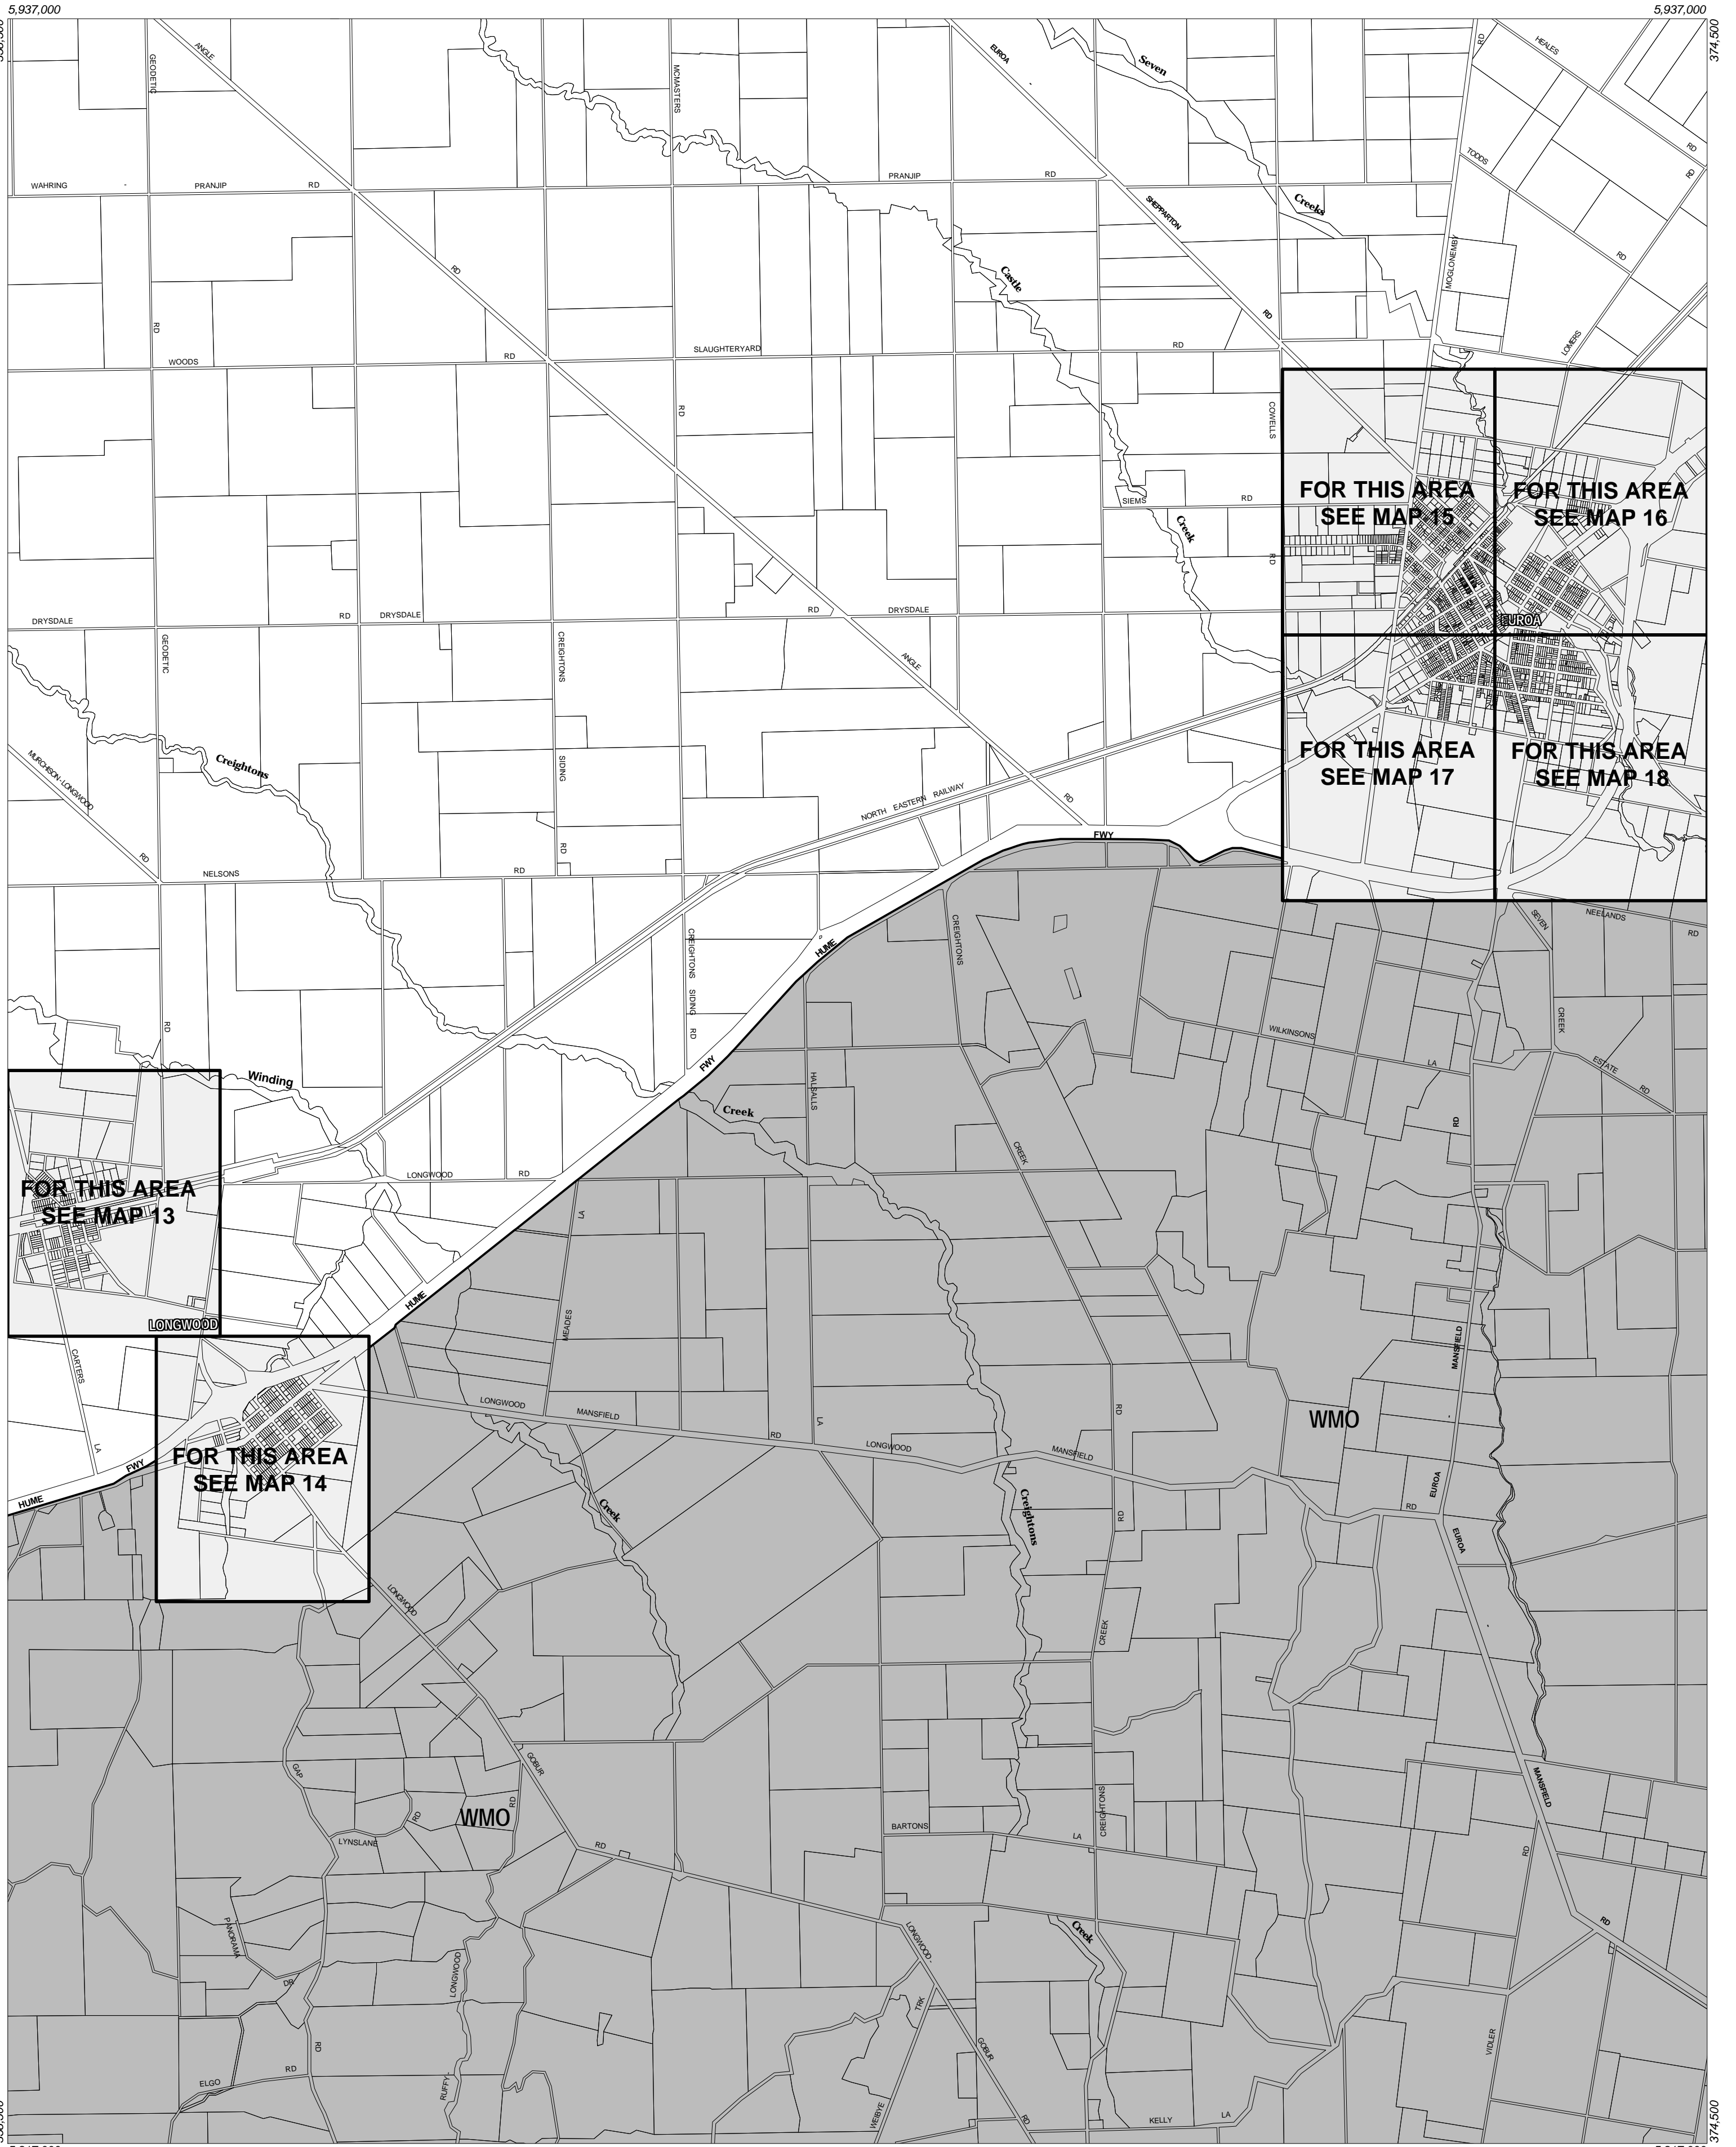 5,937,000
5,937,000
374,500
ANGLE
GEODETIC
MCMASTERS
EUROA
Seven
RD
HEALES
RD
TODDS
RD
WAHRING
PRANJIP
RD
PRANJIP
RD
SHEPPARTON
Creeks
MOGLONEMBY
RD
RD
Castle
RD
RD
WOODS
RD
SLAUGHTERYARD
RD
LOMERS
RD
COWELLS
FOR THIS AREA
SEE MAP 15
FOR THIS AREA
SEE MAP 16
SIEMS
RD
Creek
RD
DRYSDALE
RD
DRYSDALE
RD
DRYSDALE
EUROA
GEODETIC
CREIGHTONS
ANGLE
MURCHISON-LONGWOOD
Creightons
SIDING
FOR THIS AREA
SEE MAP 17
FOR THIS AREA
SEE MAP 18
NORTH EASTERN RAILWAY
RD
RD
RD
FWY
NELSONS
RD
CREIGHTONS SIDING RD
HUME
CREIGHTONS
SEVEN
NEELANDS
RD
RD
WILKINSONS
LA
CREEK
ESTATE
RD
Winding
FWY
Creek
HALSALLS
RD
CREEK
LONGWOOD
RD
FOR THIS AREA
SEE MAP 13
LA
HUME
MEADES
LONGWOOD
CARTERS
MANSFIELD
LONGWOOD
MANSFIELD
RD
LA
LONGWOOD
MANSFIELD
RD
WMO
LA
FWY
HUME
FOR THIS AREA
SEE MAP 14
Creek
Creightons
RD
EUROA
RD
EUROA
LONGWOOD
CREEK
GAP
GOBUR
MANSFIELD
RD
WMO
RD
LYNSLANE
RD
BARTONS
LA
CREIGHTONS
RD
PANORAMA
DR
LONGWOOD
LONGWOOD -
Creek
RD
TRK
GOBUR
RD
RD
ELGO
RUFFY
WEIBYE
RD
KELLY
LA
VIDLER
374,500